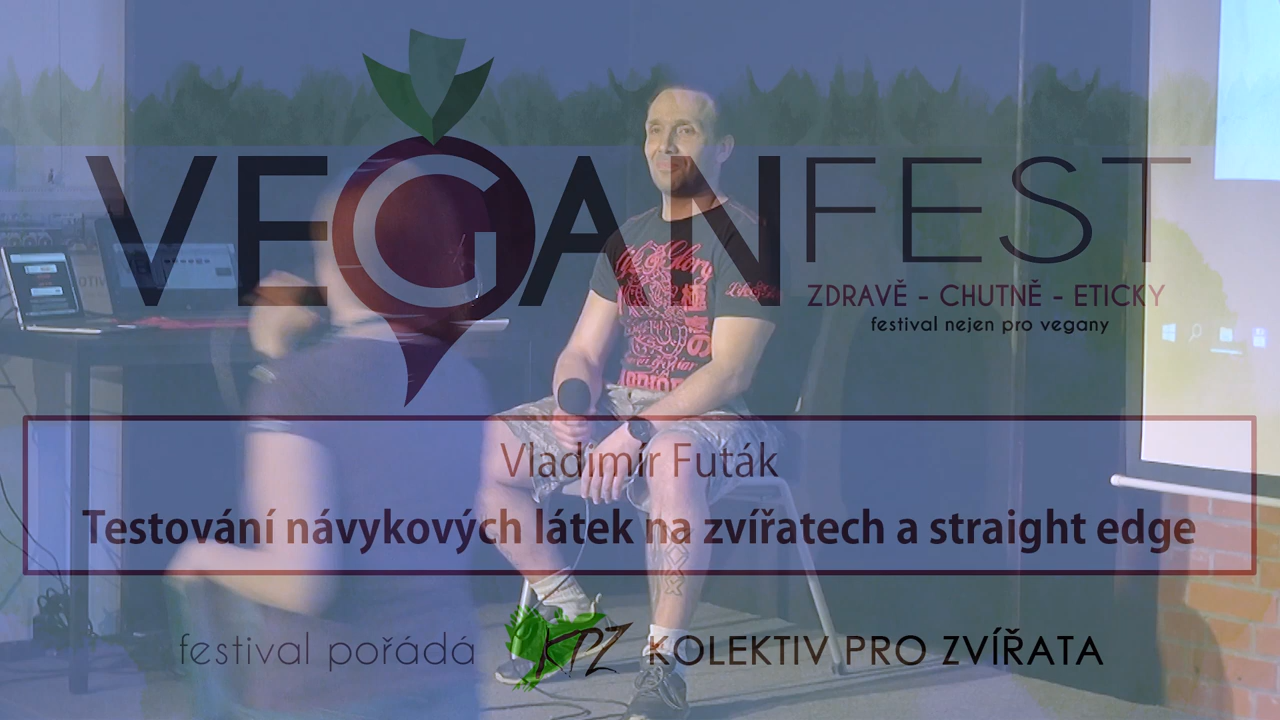 VEGANFEST
ZDRAVĚ - CHUTNĚ - ETICKY
festival nejen pro vegany
Vladimír Futák
Testování návykových látek na zvířatech a straight edge
festival pořádá KPZ KOLEKTIV PRO ZVÍŘATA
XXX